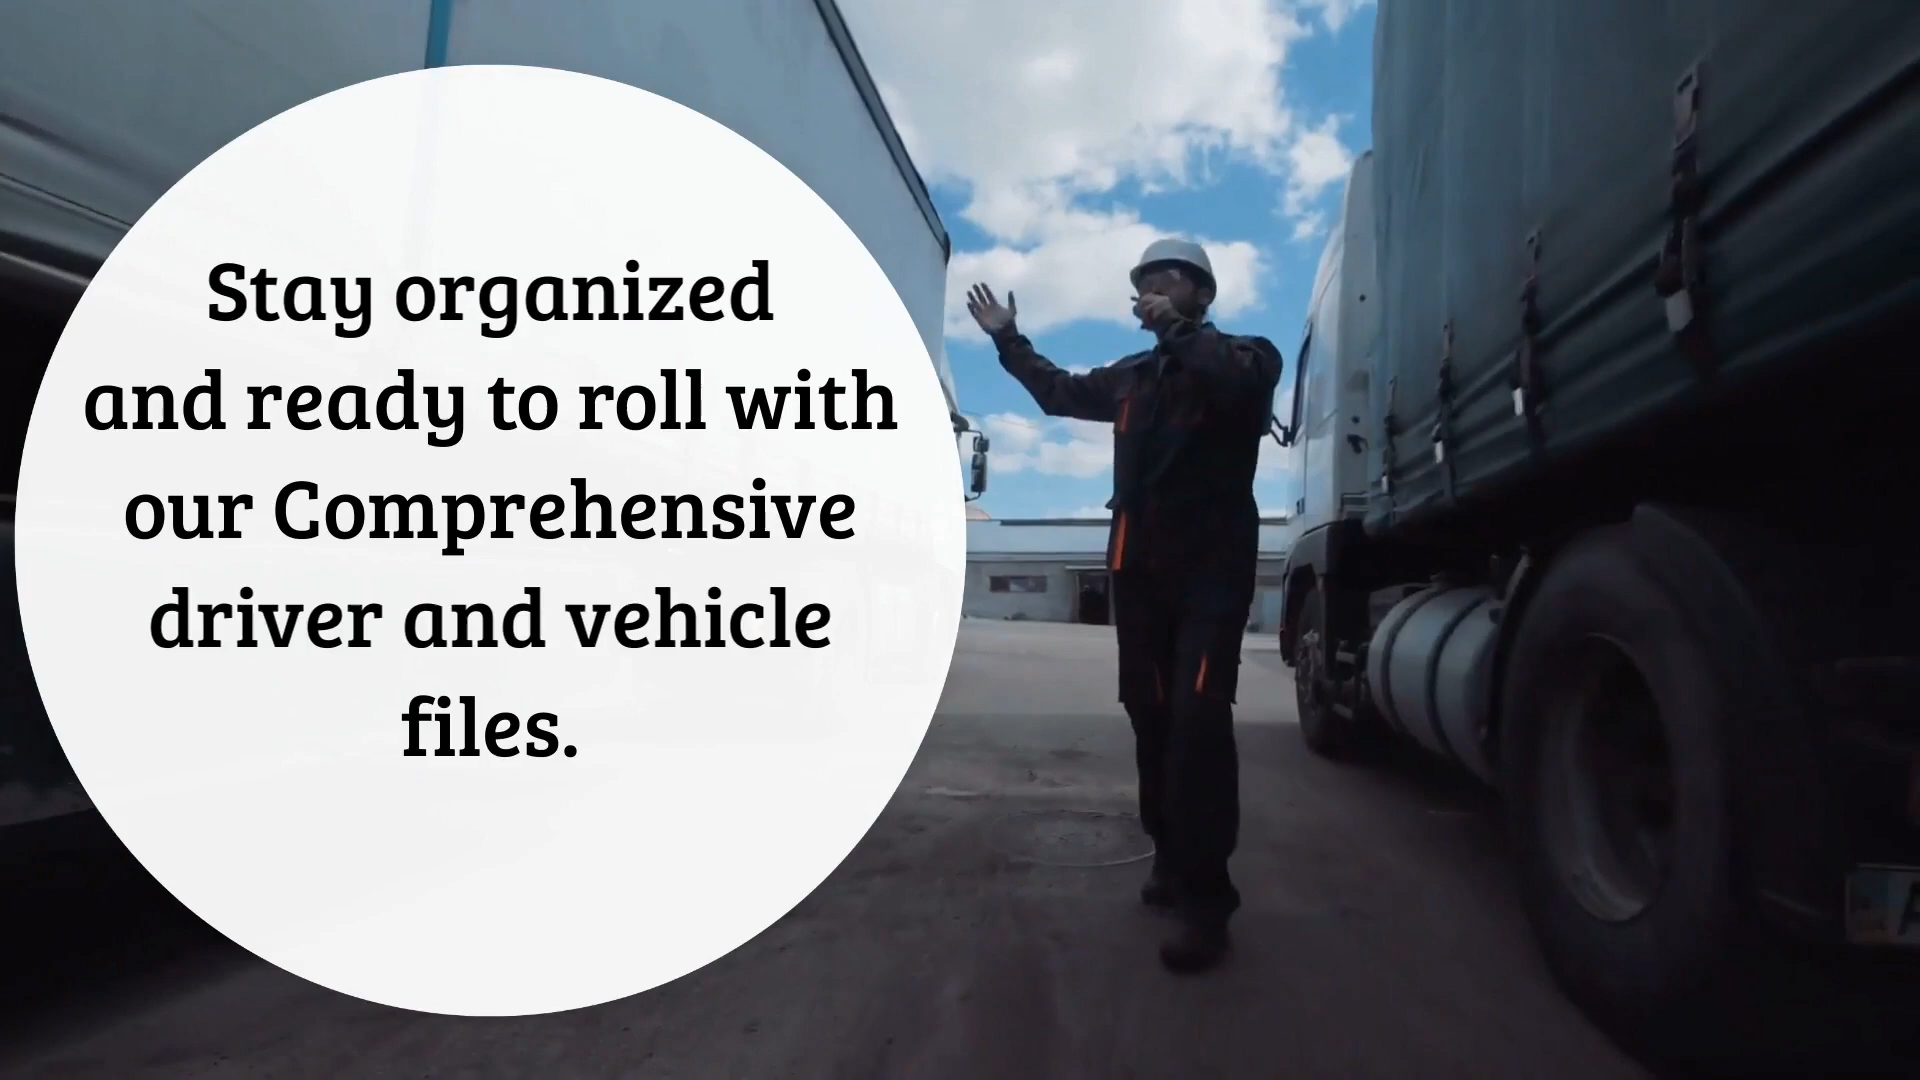 Stay organized
and ready to roll with
our Comprehensive
driver and vehicle
files.